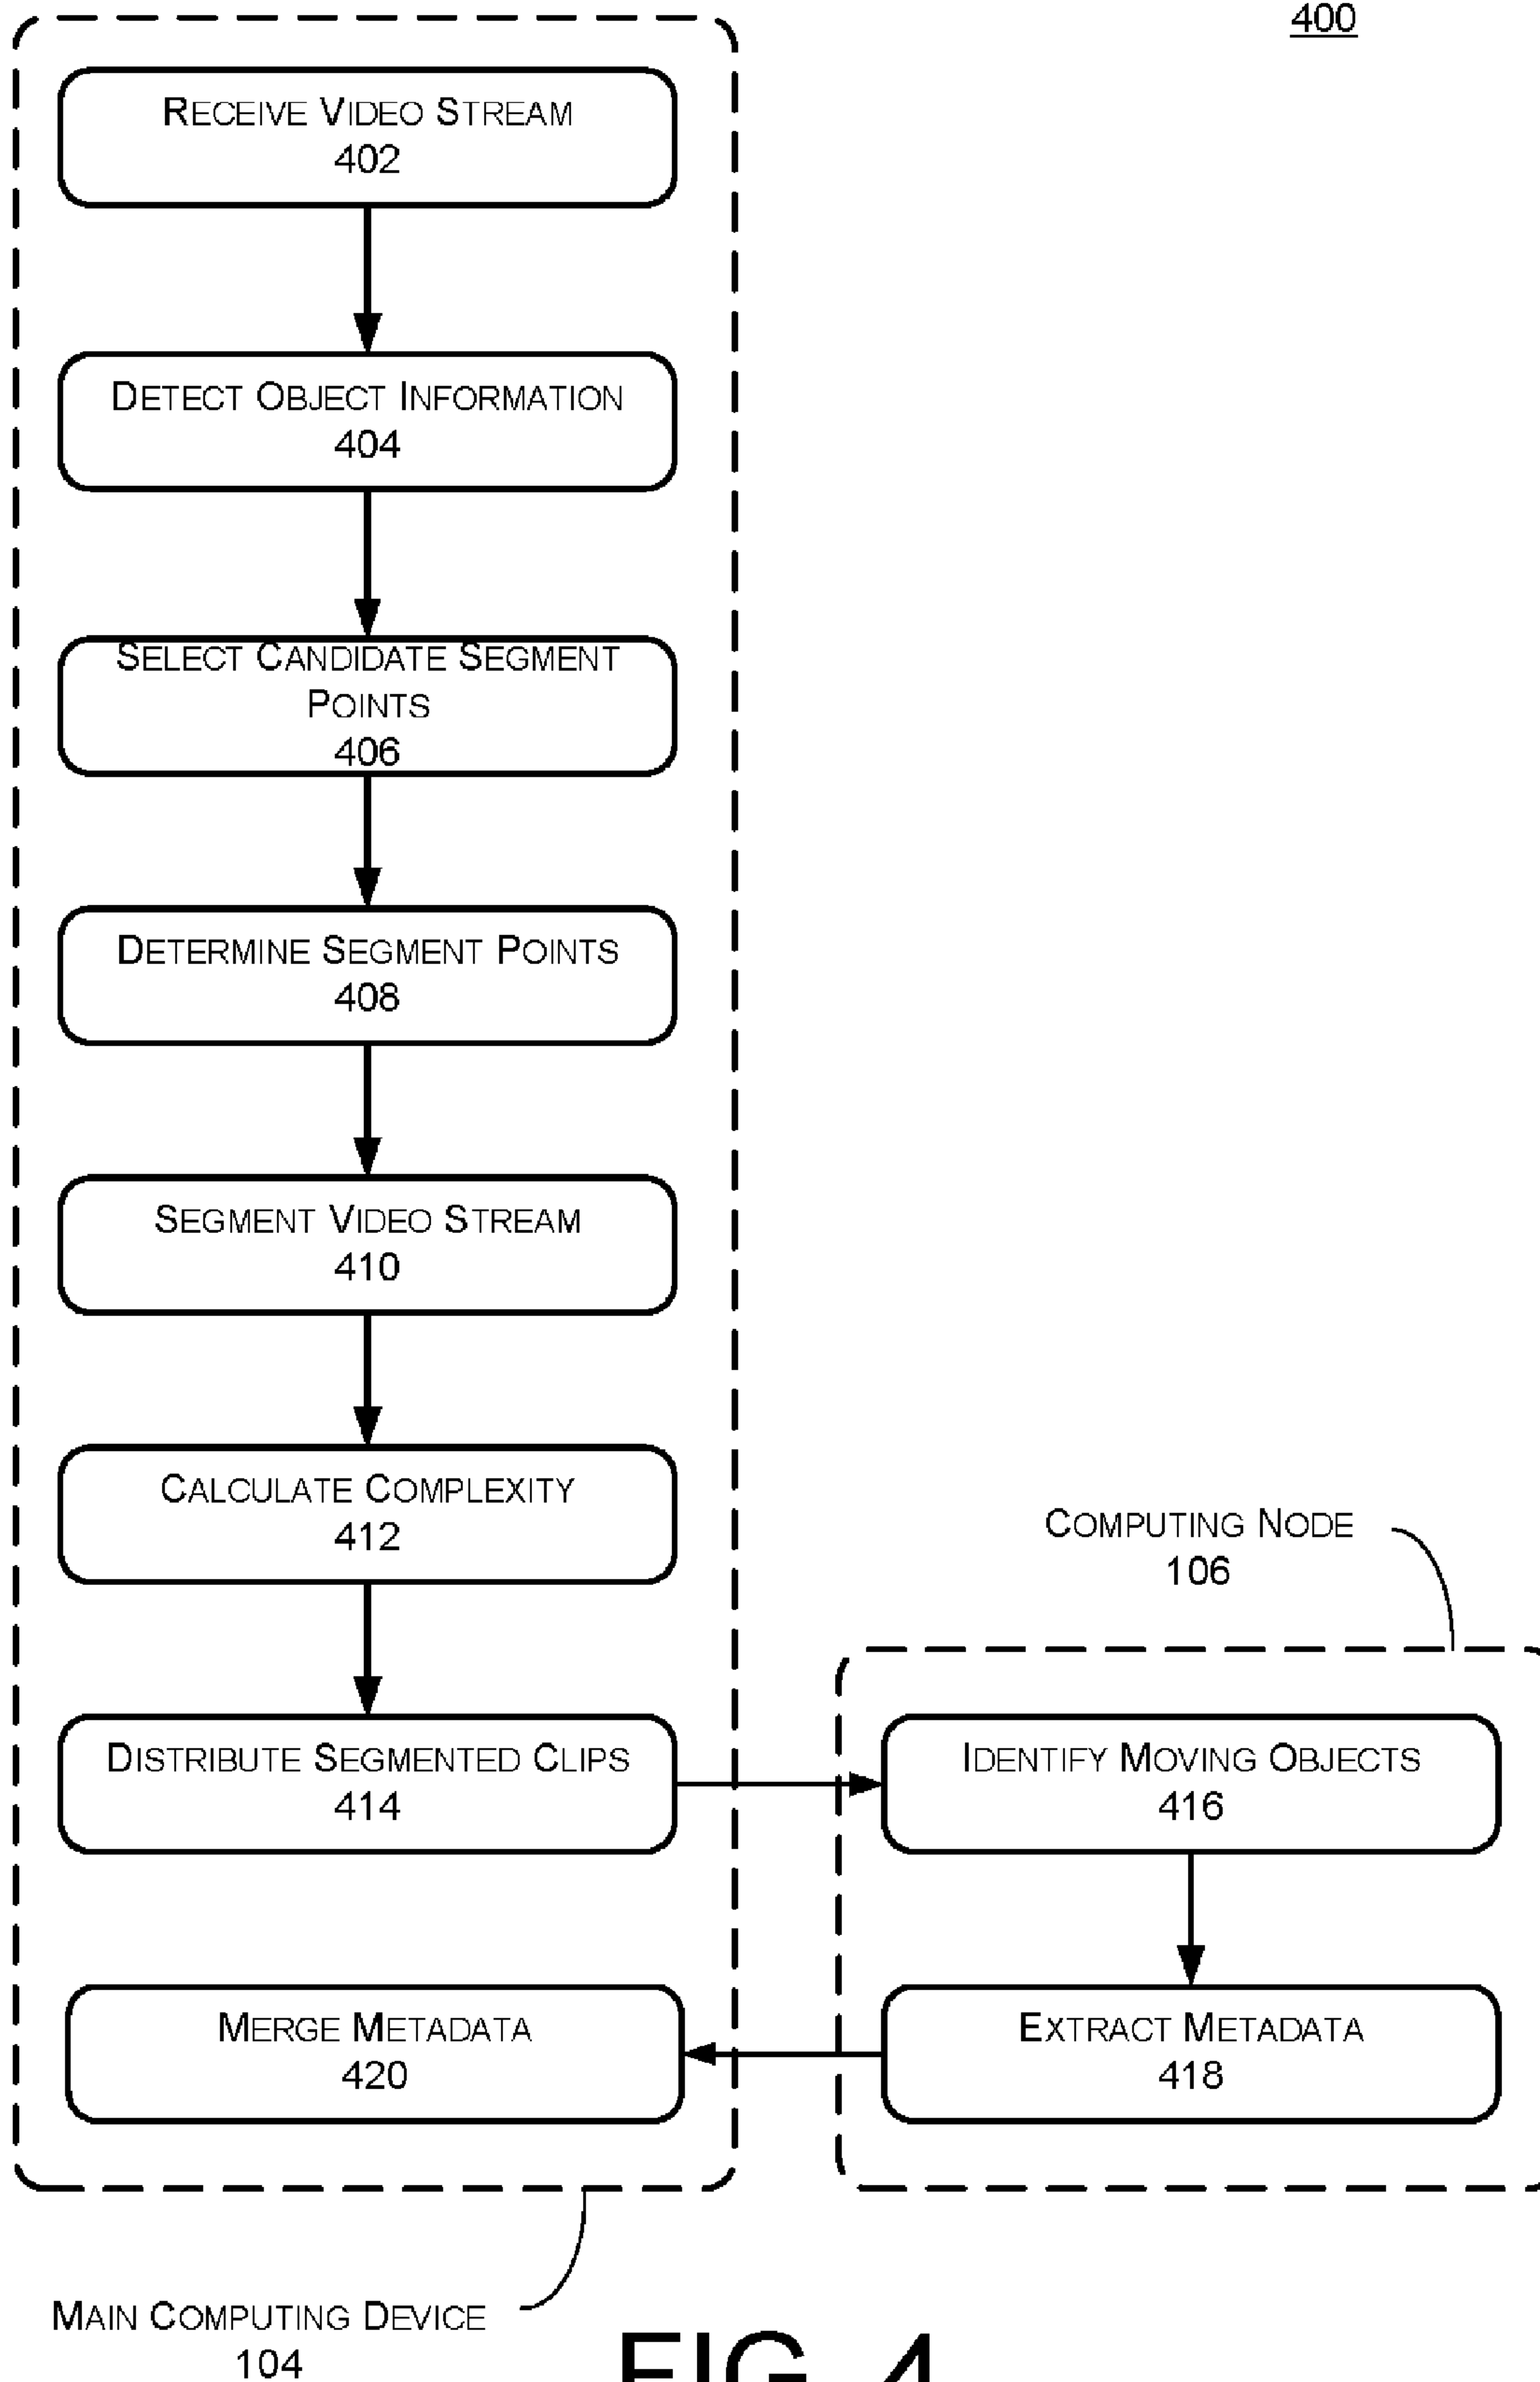 400
RECEIVE VIDEO STREAM
402
DETECT OBJECT INFORMATION
404
SELECT CANDIDATE SEGMENT
POINTS
406
DETERMINE SEGMENT POINTS
408
SEGMENT VIDEO STREAM
410
CALCULATE COMPLEXITY
412
COMPUTING NODE
106
DISTRIBUTE SEGMENTED CLIPS
414
IDENTIFY MOVING OBJECTS
416
MERGE METADATA
420
EXTRACT METADATA
418
MAIN COMPUTING DEVICE
104
FIG. 4